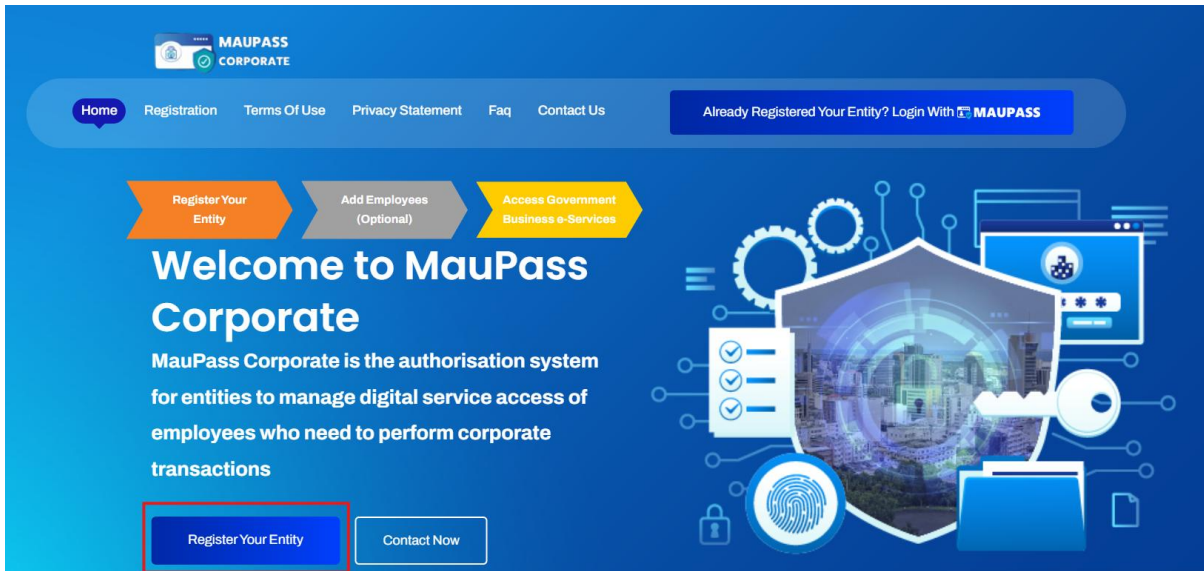 MAUPASS
CORPORATE
Home Registration Terms Of Use Privacy Statement Faq Contact Us Already Registered Your Entity? Login With MAUPASS
Register Your
Entity
Add Employees
(Optional)
Access Government
Business e-Services
Welcome to MauPass
Corporate
MauPass Corporate is the authorisation system
for entities to manage digital service access of
employees who need to perform corporate
transactions
Register Your Entity Contact Now